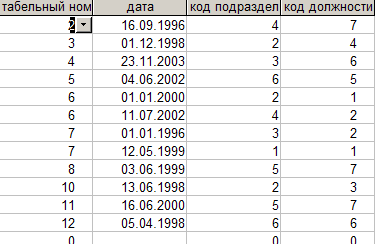 табельный ном дата код подраздел код должности
2 16.09.1996 4 7
3 01.12.1998 2 4
4 23.11.2003 3 6
5 04.06.2002 6 5
6 01.01.2000 2 1
6 11.07.2002 4 2
7 01.01.1996 3 2
7 12.05.1999 1 1
8 03.06.1999 5 7
10 13.06.1998 2 3
11 16.06.2000 5 7
12 05.04.1998 6 6
0 0 0